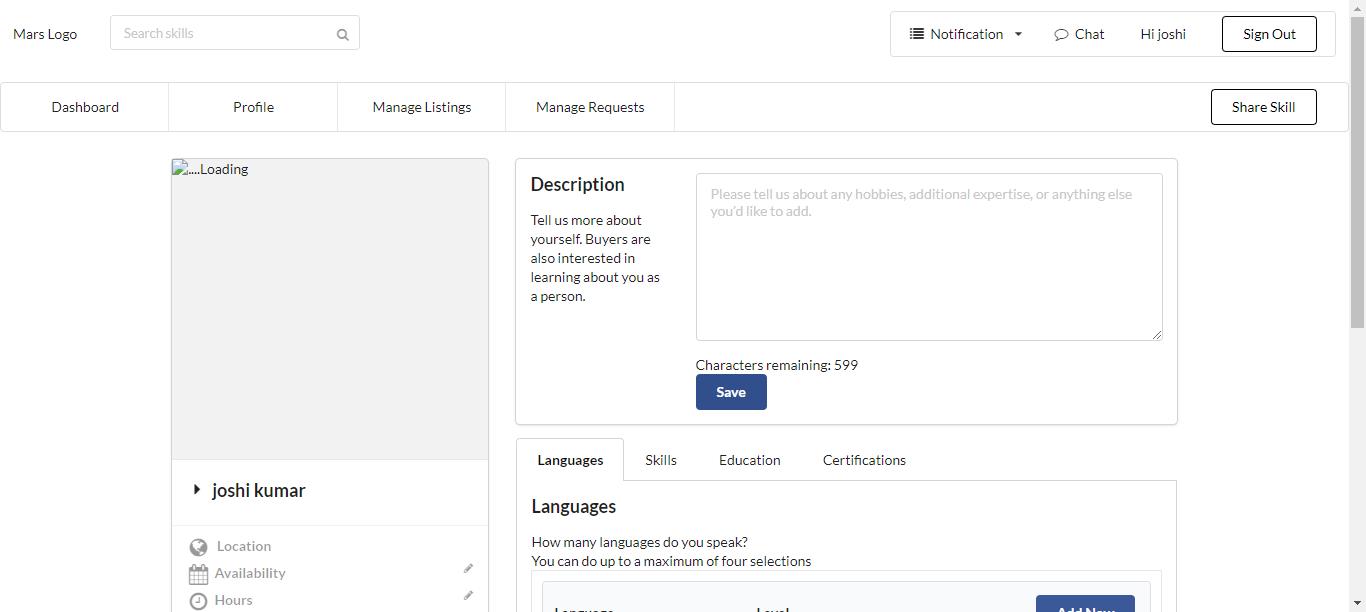 Mars Logo
Search skills
Notification
Chat
Hi joshi
Sign Out
Dashboard
Profile
Manage Listings
Manage Requests
Share Skill
....Loading
joshi kumar
Location
Availability
Hours
Description
Tell us more about
yourself. Buyers are
also interested in
learning about you as
a person.
Please tell us about any hobbies, additional expertise, or anything else
you'd like to add.
Characters remaining: 599
Save
Languages
Skills
Education
Certifications
Languages
How many languages do you speak?
You can do up to a maximum of four selections
Language
Level
Add New